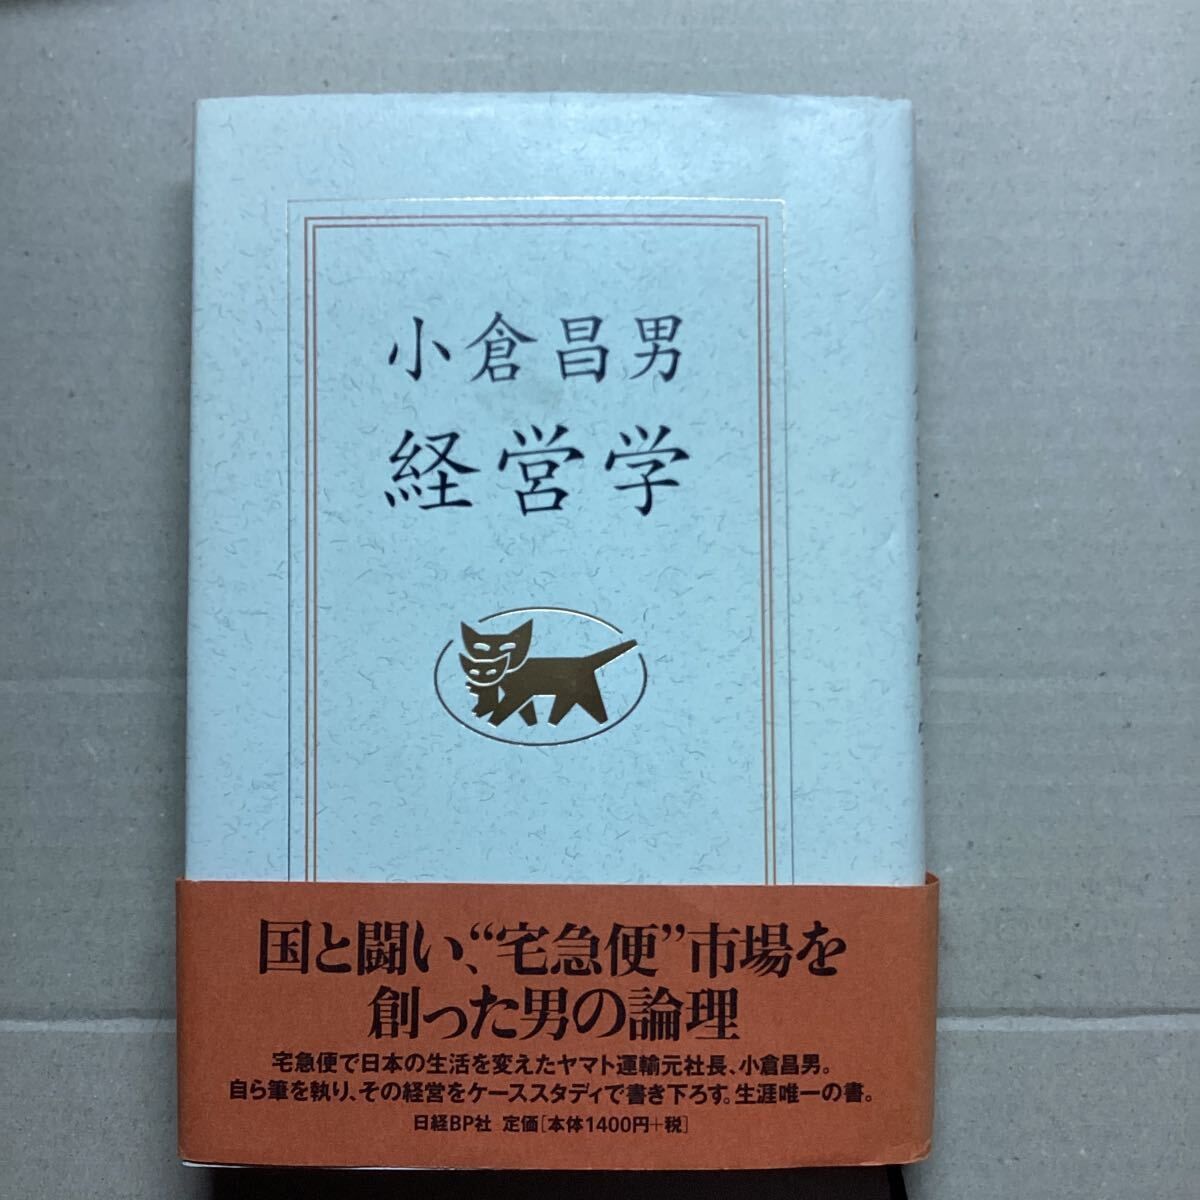 小倉昌男
経営学
国と闘い、“宅急便”市場を
創った男の論理
宅急便で日本の生活を変えたヤマト運輸元社長、小倉昌男。
自ら筆を執り、その経営をケーススタディで書き下ろす。生涯唯一の書。
日経BP社 定価[本体1400円+税]